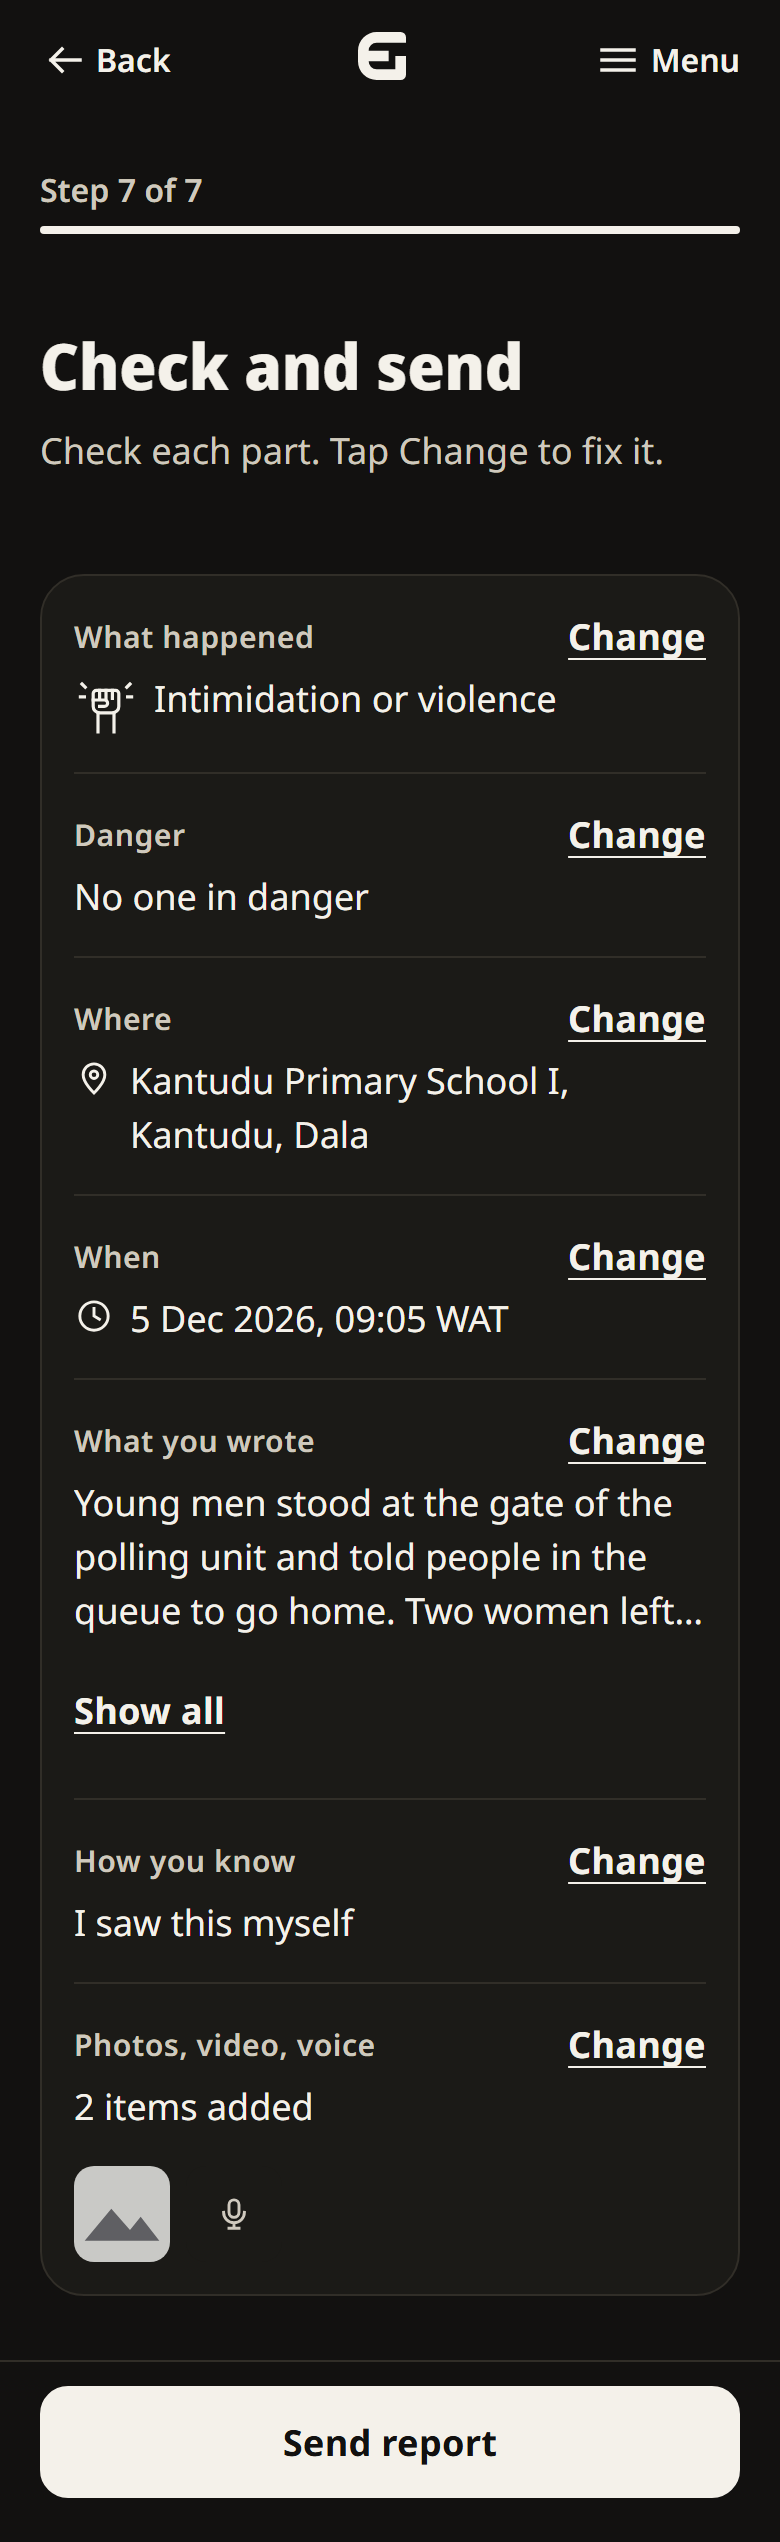 Back
Menu
Step 7 of 7
Check and send
Check each part. Tap Change to fix it.
What happened
Change
Intimidation or violence
Danger
Change
No one in danger
Where
Change
Kantudu Primary School I,
Kantudu, Dala
When
Change
5 Dec 2026, 09:05 WAT
What you wrote
Change
Young men stood at the gate of the
polling unit and told people in the
queue to go home. Two women left...
Show all
How you know
Change
I saw this myself
Photos, video, voice
Change
2 items added
Send report